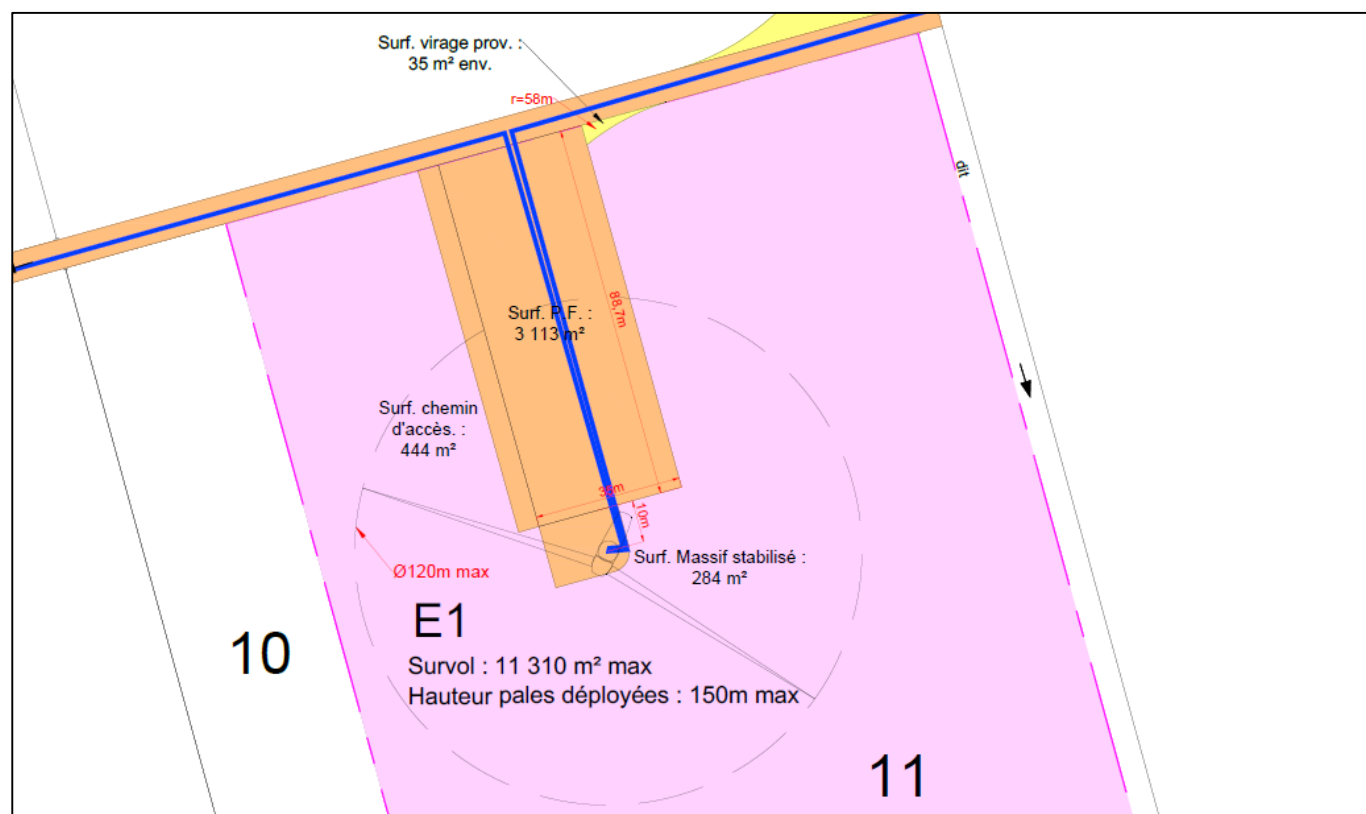 Surf. virage prov. :
35 m² env.
r=58m
dit
88,7m
Surf. P.F. :
3 113 m²
Surf. chemin
d'accès. :
444 m²
10m
Surf. Massif stabilisé :
284 m²
Ø120m max
E1
10
Survol : 11 310 m² max
Hauteur pales déployées : 150m max
11